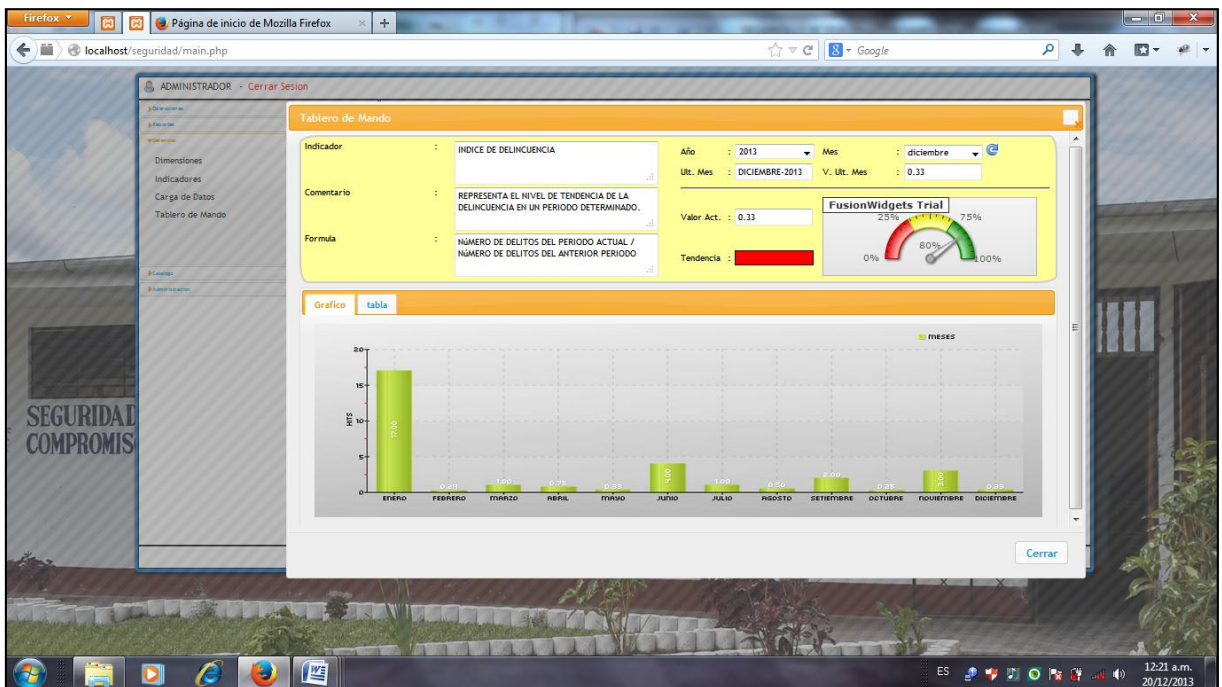 Firefox
Página de inicio de Mozilla Firefox
localhost/seguridad/main.php
Google
ADMINISTRADOR - Cerrar Sesion
Tablero de Mando
Dimensiones
Indicadores
Carga de Datos
Tablero de Mando
Indicador : INDICE DE DELINCUENCIA
Comentario : REPRESENTA EL NIVEL DE TENDENCIA DE LA
DELINCUENCIA EN UN PERIODO DETERMINADO.
Formula : NúMERO DE DELITOS DEL PERIODO ACTUAL /
NúMERO DE DELITOS DEL ANTERIOR PERIODO
Año : 2013 Mes : diciembre
Ult. Mes : DICIEMBRE-2013 V. Ult. Mes : 0.33
Valor Act. : 0.33
Tendencia :
FusionWidgets Trial
25% 75%
80%
0% 100%
Grafico tabla
MESES
20
15
HITS
10
5
0
17.00
0.24
1.00
0.75
0.33
4.00
1.00
0.50
2.00
0.25
3.00
0.33
ENERO FEBRERO MARZO ABRIL MAYO JUNIO JULIO AGOSTO SETIEMBRE OCTUBRE NOVIEMBRE DICIEMBRE
Cerrar
SEGURIDAD
COMPROMIS
ES
12:21 a.m.
20/12/2013